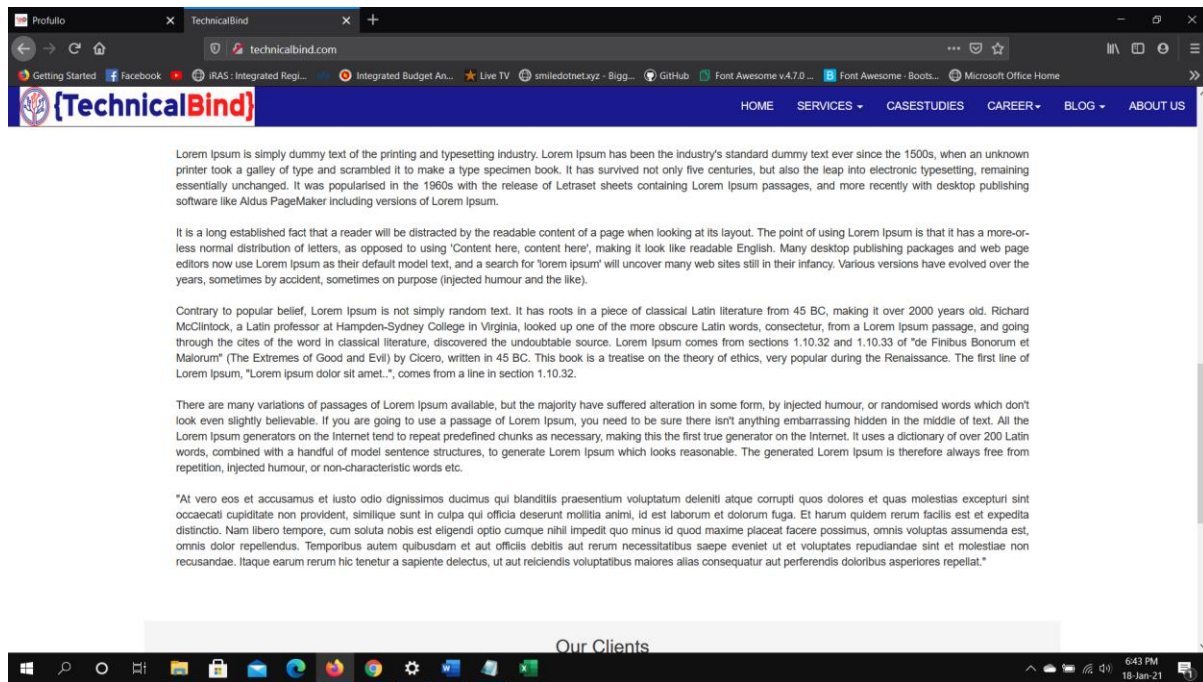 Profullo
TechnicalBind
technicalbind.com
Getting Started Facebook iRAS : Integrated Regi... Integrated Budget An... Live TV smiledotnet.xyz - Bigg... GitHub Font Awesome v.4.7.0 ... Font Awesome · Boots... Microsoft Office Home
{TechnicalBind} HOME SERVICES CASESTUDIES CAREER BLOG ABOUT US
Lorem Ipsum is simply dummy text of the printing and typesetting industry. Lorem Ipsum has been the industry's standard dummy text ever since the 1500s, when an unknown
printer took a galley of type and scrambled it to make a type specimen book. It has survived not only five centuries, but also the leap into electronic typesetting, remaining
essentially unchanged. It was popularised in the 1960s with the release of Letraset sheets containing Lorem Ipsum passages, and more recently with desktop publishing
software like Aldus PageMaker including versions of Lorem Ipsum.
It is a long established fact that a reader will be distracted by the readable content of a page when looking at its layout. The point of using Lorem Ipsum is that it has a more-or-
less normal distribution of letters, as opposed to using 'Content here, content here', making it look like readable English. Many desktop publishing packages and web page
editors now use Lorem Ipsum as their default model text, and a search for 'lorem ipsum' will uncover many web sites still in their infancy. Various versions have evolved over the
years, sometimes by accident, sometimes on purpose (injected humour and the like).
Contrary to popular belief, Lorem Ipsum is not simply random text. It has roots in a piece of classical Latin literature from 45 BC, making it over 2000 years old. Richard
McClintock, a Latin professor at Hampden-Sydney College in Virginia, looked up one of the more obscure Latin words, consectetur, from a Lorem Ipsum passage, and going
through the cites of the word in classical literature, discovered the undoubtable source. Lorem Ipsum comes from sections 1.10.32 and 1.10.33 of "de Finibus Bonorum et
Malorum" (The Extremes of Good and Evil) by Cicero, written in 45 BC. This book is a treatise on the theory of ethics, very popular during the Renaissance. The first line of
Lorem Ipsum, "Lorem ipsum dolor sit amet..", comes from a line in section 1.10.32.
There are many variations of passages of Lorem Ipsum available, but the majority have suffered alteration in some form, by injected humour, or randomised words which don't
look even slightly believable. If you are going to use a passage of Lorem Ipsum, you need to be sure there isn't anything embarrassing hidden in the middle of text. All the
Lorem Ipsum generators on the Internet tend to repeat predefined chunks as necessary, making this the first true generator on the Internet. It uses a dictionary of over 200 Latin
words, combined with a handful of model sentence structures, to generate Lorem Ipsum which looks reasonable. The generated Lorem Ipsum is therefore always free from
repetition, injected humour, or non-characteristic words etc.
"At vero eos et accusamus et iusto odio dignissimos ducimus qui blanditiis praesentium voluptatum deleniti atque corrupti quos dolores et quas molestias excepturi sint
occaecati cupiditate non provident, similique sunt in culpa qui officia deserunt mollitia animi, id est laborum et dolorum fuga. Et harum quidem rerum facilis est et expedita
distinctio. Nam libero tempore, cum soluta nobis est eligendi optio cumque nihil impedit quo minus id quod maxime placeat facere possimus, omnis voluptas assumenda est,
omnis dolor repellendus. Temporibus autem quibusdam et aut officiis debitis aut rerum necessitatibus saepe eveniet ut et voluptates repudiandae sint et molestiae non
recusandae. Itaque earum rerum hic tenetur a sapiente delectus, ut aut reiciendis voluptatibus maiores alias consequatur aut perferendis doloribus asperiores repellat."
Our Clients
6:43 PM
18-Jan-21